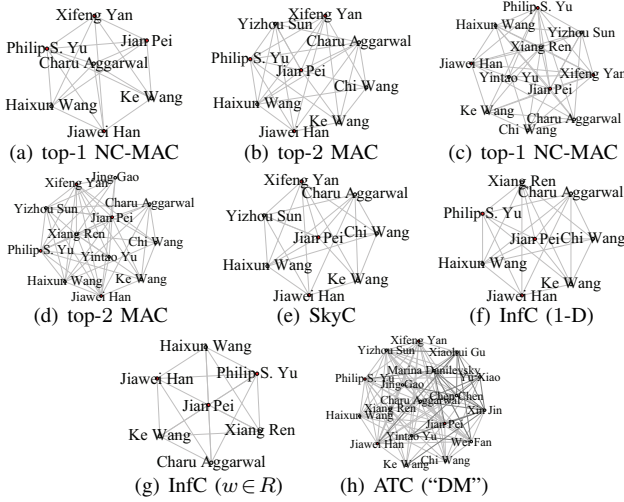 Xifeng Yan
Philip S. Yu
Jian Pei
Charu Aggarwal
Haixun Wang
Ke Wang
Jiawei Han
(a) top-1 NC-MAC
Xifeng Yan
Yizhou Sun
Charu Aggarwal
Philip S. Yu
Jian Pei
Chi Wang
Haixun Wang
Ke Wang
Jiawei Han
(b) top-2 MAC
Philip S. Yu
Haixun Wang
Yizhou Sun
Xiang Ren
Jiawei Han
Yintao Yu
Xifeng Yan
Jian Pei
Ke Wang
Charu Aggarwal
Chi Wang
(c) top-1 NC-MAC
Jing Gao
Xifeng Yan
Yizhou Sun
Charu Aggarwal
Jian Pei
Xiang Ren
Chi Wang
Philip S. Yu
Yintao Yu
Haixun Wang
Ke Wang
Jiawei Han
(d) top-2 MAC
Xifeng Yan
Charu Aggarwal
Yizhou Sun
Jian Pei
Chi Wang
Haixun Wang
Ke Wang
Jiawei Han
(e) SkyC
Xiang Ren
Charu Aggarwal
Philip S. Yu
Jian Pei
Chi Wang
Haixun Wang
Ke Wang
Jiawei Han
(f) InfC (1-D)
Haixun Wang
Jiawei Han
Philip S. Yu
Jian Pei
Ke Wang
Xiang Ren
Charu Aggarwal
(g) InfC (w ∈ R)
Xifeng Yan
Yizhou Sun
Xiaohui Gu
Marina Danilevsky
Philip S. Yu
Yu Xiao
Jing Gao
Chen Chen
Charu Aggarwal
Xiang Ren
Xin Jin
Haixun Wang
Jian Pei
Yintao Yu
Jiawei Han
Wei Fan
Chi Wang
Ke Wang
(h) ATC ("DM")